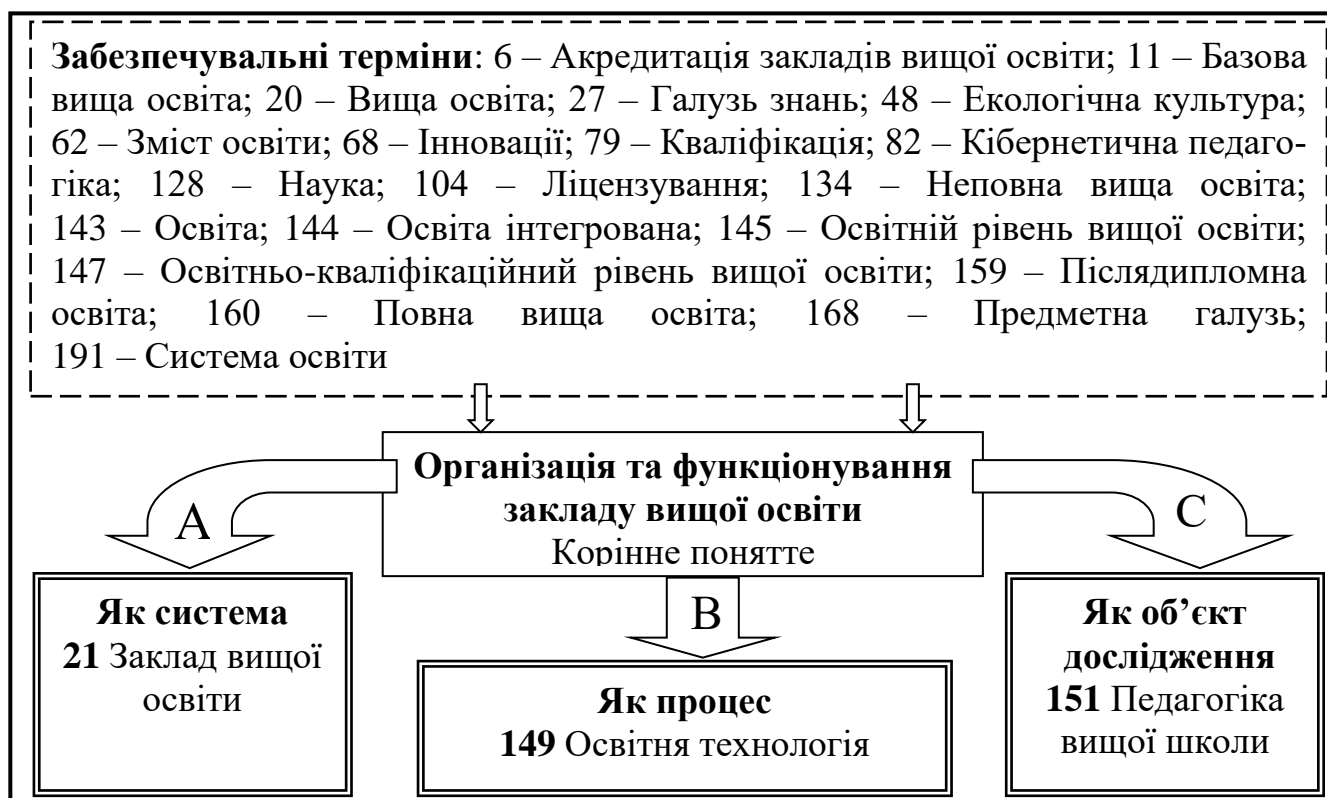 Забезпечувальні терміни: 6 – Акредитація закладів вищої освіти; 11 – Базова
вища освіта; 20 – Вища освіта; 27 – Галузь знань; 48 – Екологічна культура;
62 – Зміст освіти; 68 – Інновації; 79 – Кваліфікація; 82 – Кібернетична педаго-
гіка; 128 – Наука; 104 – Ліцензування; 134 – Неповна вища освіта;
143 – Освіта; 144 – Освіта інтегрована; 145 – Освітній рівень вищої освіти;
147 – Освітньо-кваліфікаційний рівень вищої освіти; 159 – Післядипломна
освіта; 160 – Повна вища освіта; 168 – Предметна галузь;
191 – Система освіти
Організація та функціонування
закладу вищої освіти
Корінне понятте
A
B
C
Як система
21 Заклад вищої
освіти
Як процес
149 Освітня технологія
Як об’єкт
дослідження
151 Педагогіка
вищої школи